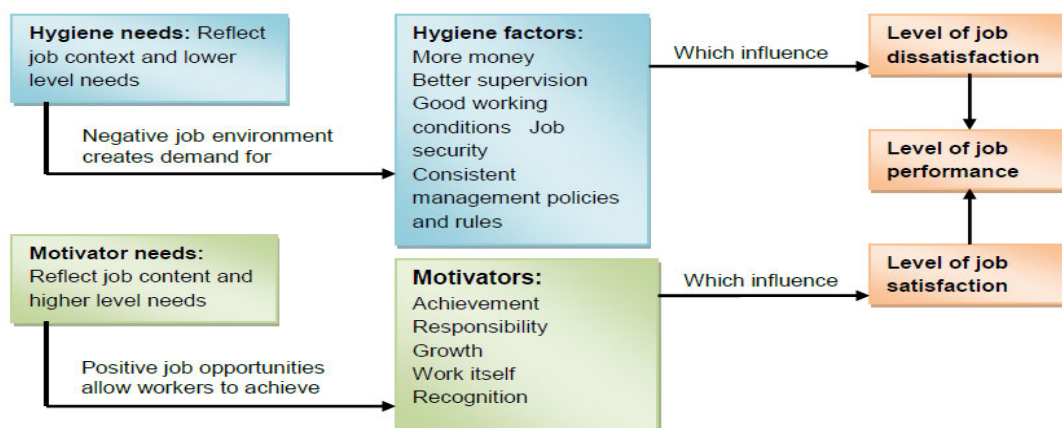 Hygiene needs: Reflect
job context and lower
level needs
Negative job environment
creates demand for
Hygiene factors:
More money
Better supervision
Good working
conditions Job
security
Consistent
management policies
and rules
Which influence
Level of job
dissatisfaction
Level of job
performance
Motivator needs:
Reflect job content and
higher level needs
Positive job opportunities
allow workers to achieve
Motivators:
Achievement
Responsibility
Growth
Work itself
Recognition
Which influence
Level of job
satisfaction